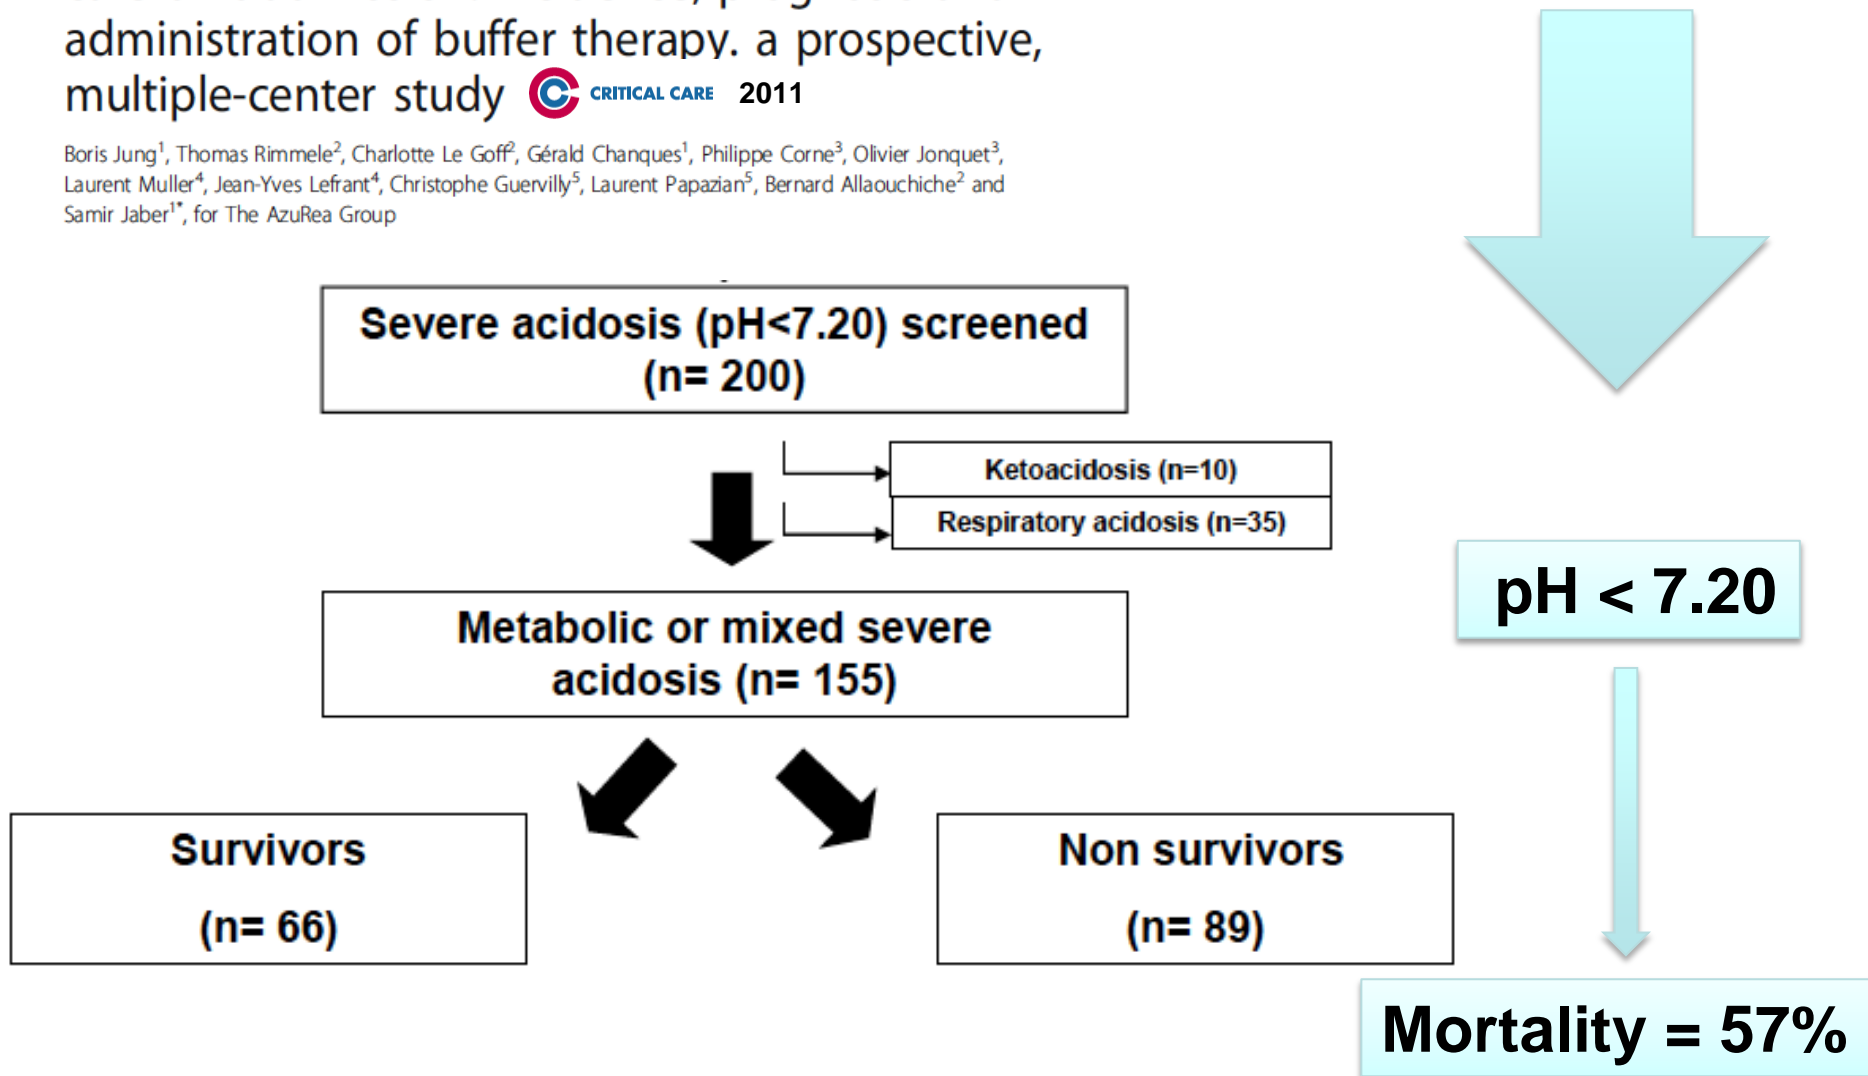 administration of buffer therapy. a prospective,
multiple-center study CRITICAL CARE 2011
Boris Jung1, Thomas Rimmele2, Charlotte Le Goff2, Gérald Chanques1, Philippe Corne3, Olivier Jonquet3,
Laurent Muller4, Jean-Yves Lefrant4, Christophe Guervilly5, Laurent Papazian5, Bernard Allaouchiche2 and
Samir Jaber1*, for The AzuRea Group
Severe acidosis (pH<7.20) screened
(n= 200)
Ketoacidosis (n=10)
Respiratory acidosis (n=35)
Metabolic or mixed severe
acidosis (n= 155)
pH < 7.20
Survivors
(n= 66)
Non survivors
(n= 89)
Mortality = 57%